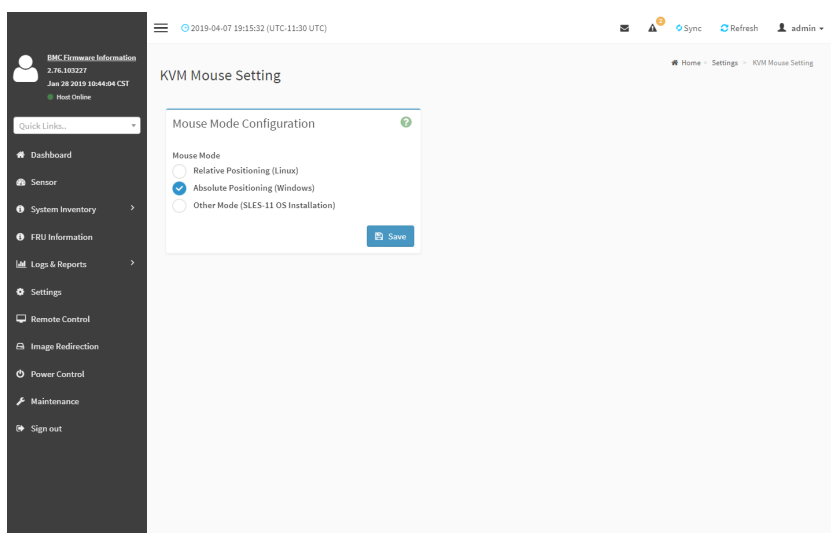 2019-04-07 19:15:32 (UTC-11:30 UTC)
Sync
Refresh
admin
BMC Firmware Information
2.76.103227
Jan 28 2019 10:44:04 CST
Host Online
Quick Links...
Dashboard
Sensor
System Inventory
FRU Information
Logs & Reports
Settings
Remote Control
Image Redirection
Power Control
Maintenance
Sign out
KVM Mouse Setting
Home > Settings > KVM Mouse Setting
Mouse Mode Configuration
Mouse Mode
Relative Positioning (Linux)
Absolute Positioning (Windows)
Other Mode (SLES-11 OS Installation)
Save